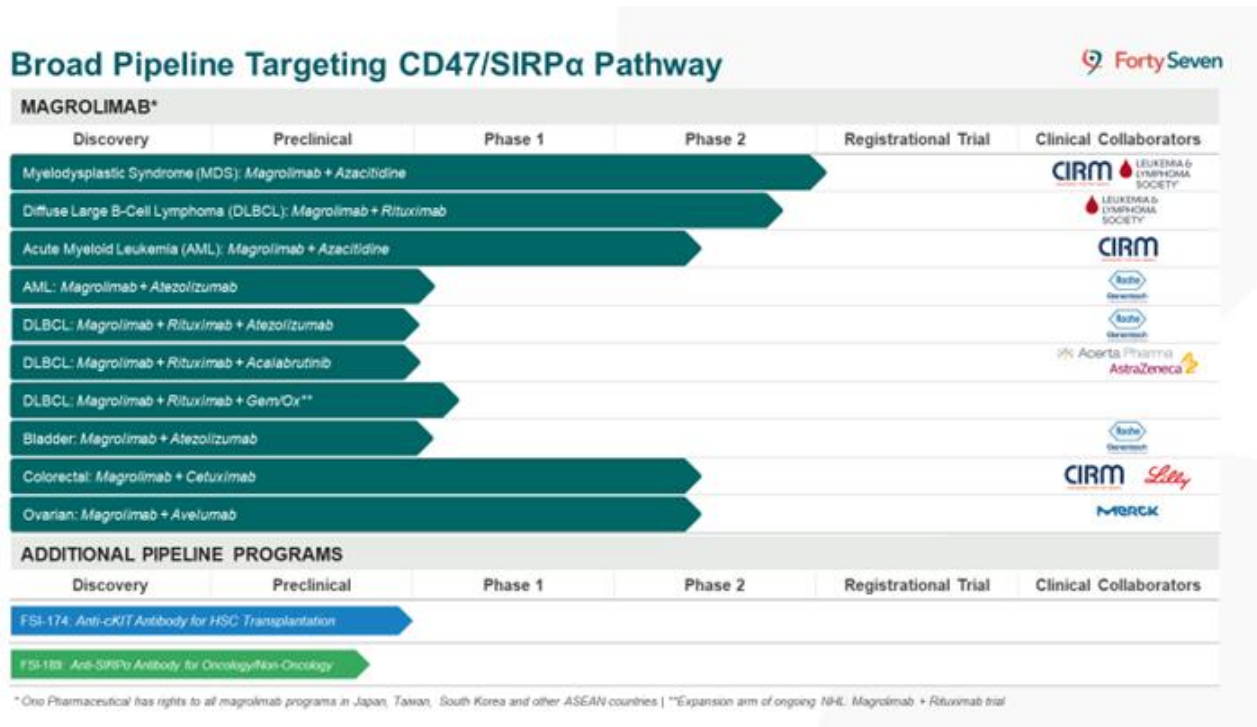 Broad Pipeline Targeting CD47/SIRPα Pathway
Forty Seven
MAGROLIMAB*
Discovery Preclinical Phase 1 Phase 2 Registrational Trial Clinical Collaborators
Myelodysplastic Syndrome (MDS): Magrolimab + Azacitidine CIRM LEUKEMIA &
LYMPHOMA
SOCIETY
Diffuse Large B-Cell Lymphoma (DLBCL): Magrolimab + Rituximab LEUKEMIA &
LYMPHOMA
SOCIETY
Acute Myeloid Leukemia (AML): Magrolimab + Azacitidine CIRM
AML: Magrolimab + Atezolizumab Roche
Genentech
DLBCL: Magrolimab + Rituximab + Atezolizumab Roche
Genentech
DLBCL: Magrolimab + Rituximab + Acalabrutinib Acerta Pharma
AstraZeneca
DLBCL: Magrolimab + Rituximab + Gem/Ox**
Bladder: Magrolimab + Atezolizumab Roche
Genentech
Colorectal: Magrolimab + Cetuximab CIRM Lilly
Ovarian: Magrolimab + Avelumab MERCK
ADDITIONAL PIPELINE PROGRAMS
Discovery Preclinical Phase 1 Phase 2 Registrational Trial Clinical Collaborators
FSI-174: Anti-cKIT Antibody for HSC Transplantation
FSI-189: Anti-SIRPα Antibody for Oncology/Non-Oncology
* Ono Pharmaceutical has rights to all magrolimab programs in Japan, Taiwan, South Korea and other ASEAN countries | **Expansion arm of ongoing NHL: Magrolimab + Rituximab trial